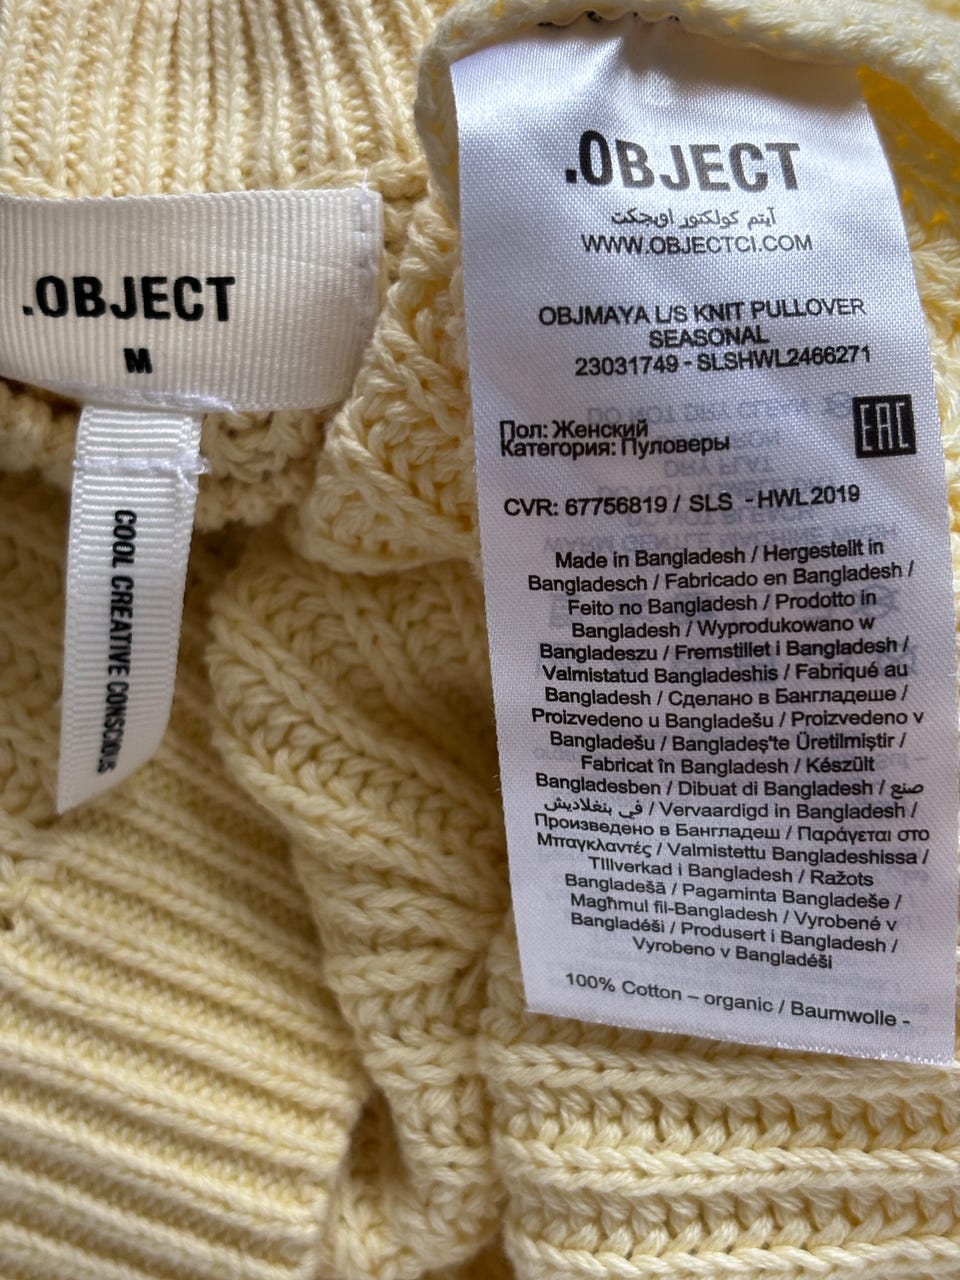 .OBJECT
M
COOL CREATIVE CONSCIOUS
.OBJECT
آیتم کولکتور اوبجکت
WWW.OBJECTCI.COM
OBJMAYA L/S KNIT PULLOVER
SEASONAL
23031749 - SLSHWL2466271
Пол: Женский
Категория: Пуловеры
EAC
CVR: 67756819 / SLS - HWL2019
Made in Bangladesh / Hergestellt in
Bangladesch / Fabricado en Bangladesh /
Feito no Bangladesh / Prodotto in
Bangladesh / Wyprodukowano w
Bangladeszu / Fremstillet i Bangladesh /
Valmistatud Bangladeshis / Fabriqué au
Bangladesh / Сделано в Бангладеше /
Proizvedeno u Bangladešu / Proizvedeno v
Bangladešu / Bangladeş'te Üretilmiştir /
Fabricat în Bangladesh / Készült
Bangladesben / Dibuat di Bangladesh / صنع
في بنغلاديش / Vervaardigd in Bangladesh /
Произведено в Бангладеш / Παράγεται στο
Μπαγκλαντές / Valmistettu Bangladeshissa /
Tillverkad i Bangladesh / Ražots
Bangladešā / Pagaminta Bangladeše /
Magħmul fil-Bangladesh / Vyrobené v
Bangladéši / Produsert i Bangladesh /
Vyrobeno v Bangladéši
100% Cotton – organic / Baumwolle -